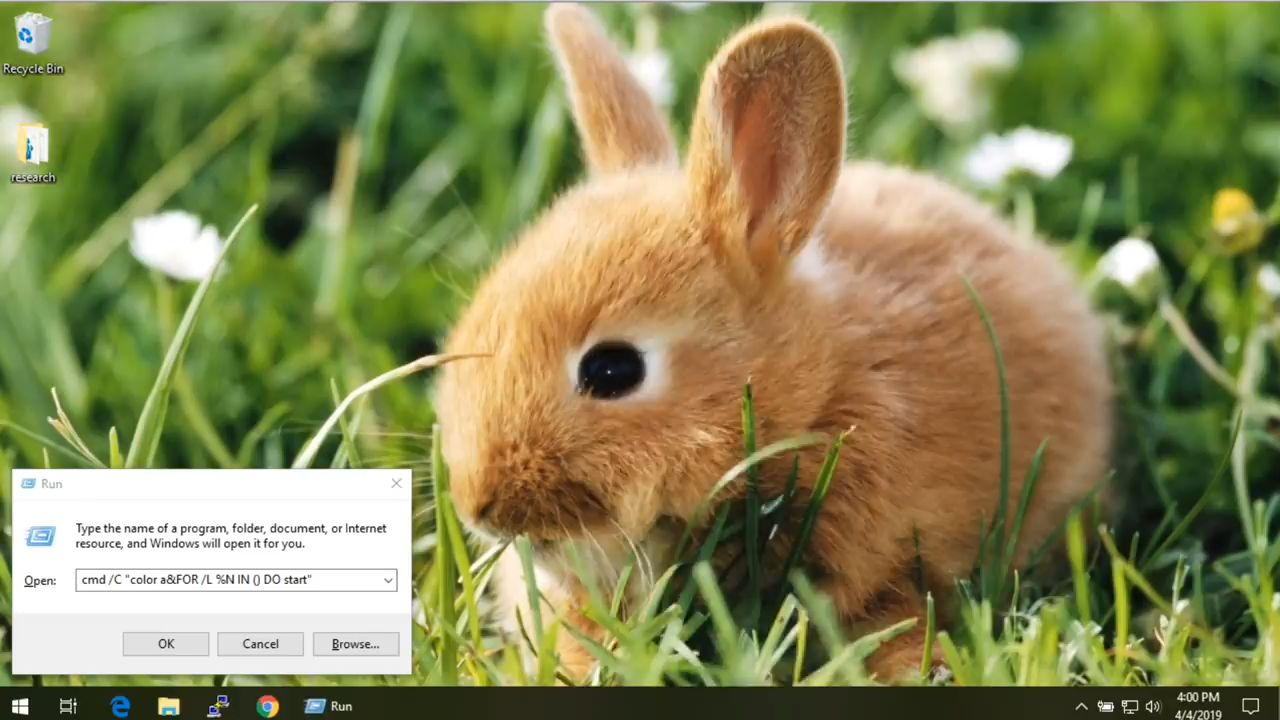 Recycle Bin
research
Run
Type the name of a program, folder, document, or Internet
resource, and Windows will open it for you.
Open:
cmd /C "color a&FOR /L %N IN () DO start"
OK
Cancel
Browse...
Run
4:00 PM
4/4/2019